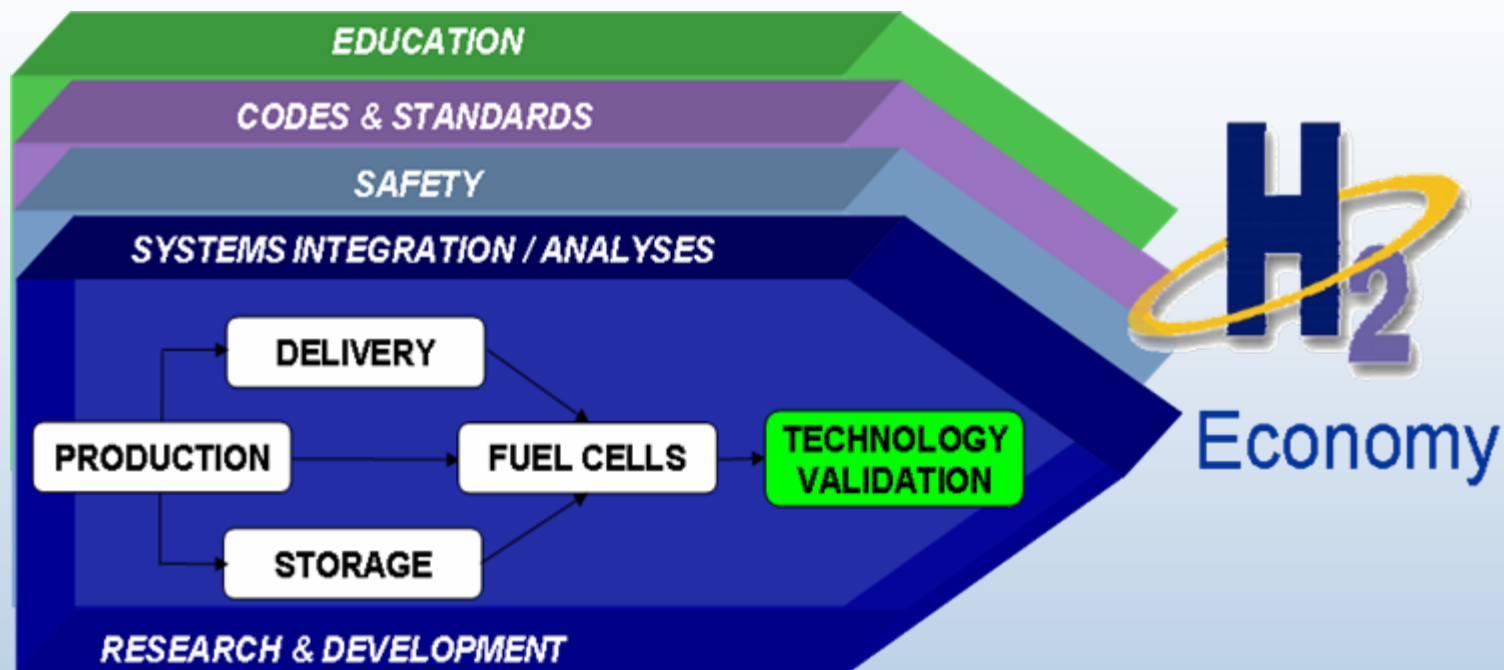 EDUCATION
CODES & STANDARDS
SAFETY
SYSTEMS INTEGRATION / ANALYSES
DELIVERY
PRODUCTION
FUEL CELLS
TECHNOLOGY
VALIDATION
STORAGE
RESEARCH & DEVELOPMENT
H2
Economy